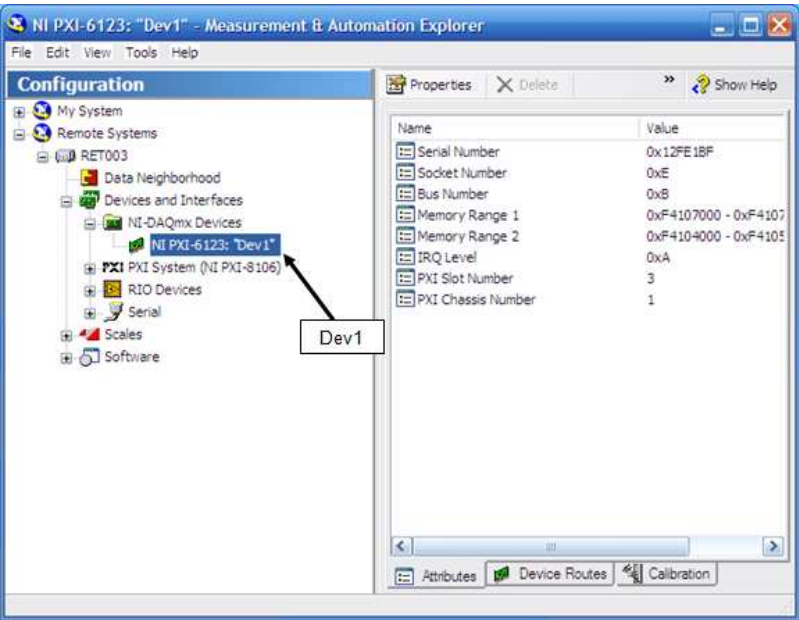 NI PXI-6123: "Dev1" - Measurement & Automation Explorer
File Edit View Tools Help
Configuration
My System
Remote Systems
RET003
Data Neighborhood
Devices and Interfaces
NI-DAQmx Devices
NI PXI-6123: "Dev1"
PXI PXI System (NI PXI-8106)
RIO Devices
Serial
Scales
Software
Dev1
Properties Delete » Show Help
Name Value
Serial Number 0x12FE1BF
Socket Number 0xE
Bus Number 0xB
Memory Range 1 0xF4107000 - 0xF4107
Memory Range 2 0xF4104000 - 0xF4105
IRQ Level 0xA
PXI Slot Number 3
PXI Chassis Number 1
Attributes Device Routes Calibration